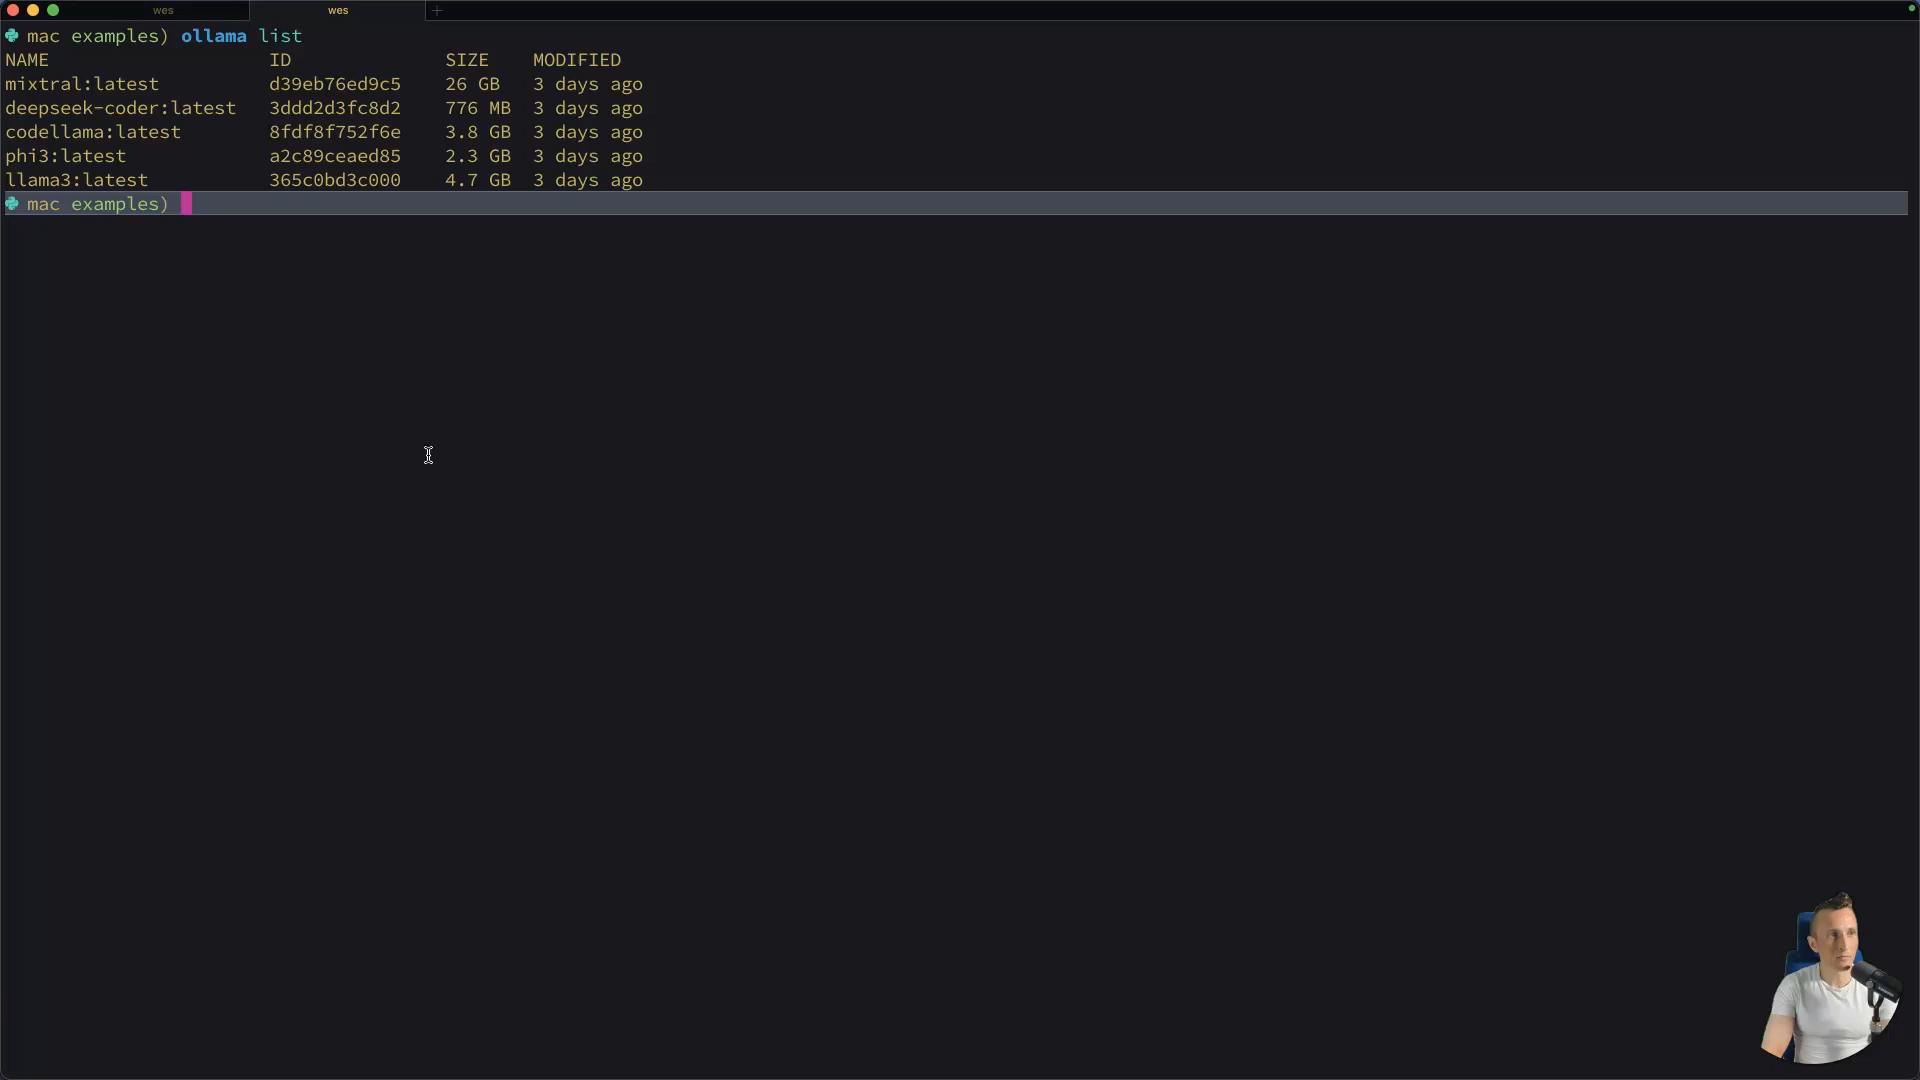 wes
wes
mac examples) ollama list
NAME ID SIZE MODIFIED
mixtral:latest d39eb76ed9c5 26 GB 3 days ago
deepseek-coder:latest 3ddd2d3fc8d2 776 MB 3 days ago
codellama:latest 8fdf8f752f6e 3.8 GB 3 days ago
phi3:latest a2c89ceaed85 2.3 GB 3 days ago
llama3:latest 365c0bd3c000 4.7 GB 3 days ago
mac examples)